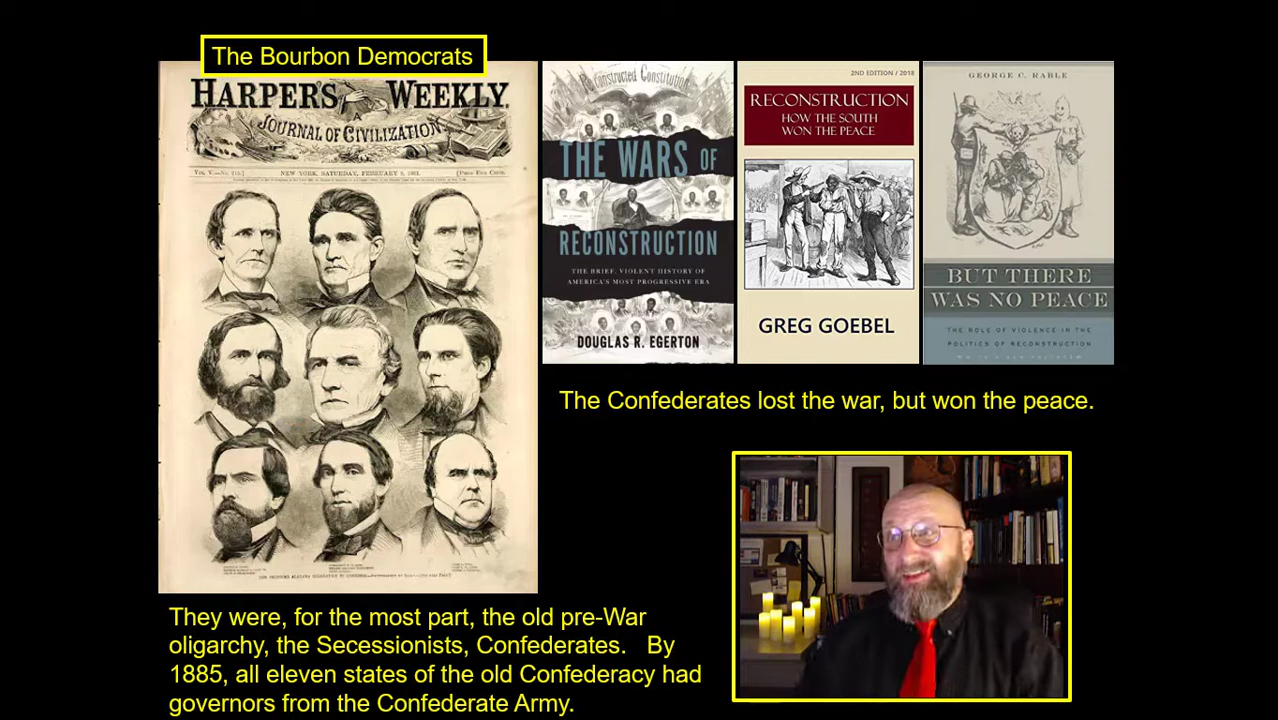 The Bourbon Democrats
HARPER'S WEEKLY.
A
JOURNAL OF CIVILIZATION
NEW YORK, SATURDAY, FEBRUARY 9, 1861.
Reconstructed Constitution
THE WARS OF
RECONSTRUCTION
THE BRIEF, VIOLENT HISTORY OF
AMERICA'S MOST PROGRESSIVE ERA
DOUGLAS R. EGERTON
2ND EDITION / 2018
RECONSTRUCTION
HOW THE SOUTH
WON THE PEACE
GREG GOEBEL
GEORGE C. RABLE
BUT THERE
WAS NO PEACE
THE ROLE OF VIOLENCE IN THE
POLITICS OF RECONSTRUCTION
The Confederates lost the war, but won the peace.
They were, for the most part, the old pre-War
oligarchy, the Secessionists, Confederates. By
1885, all eleven states of the old Confederacy had
governors from the Confederate Army.